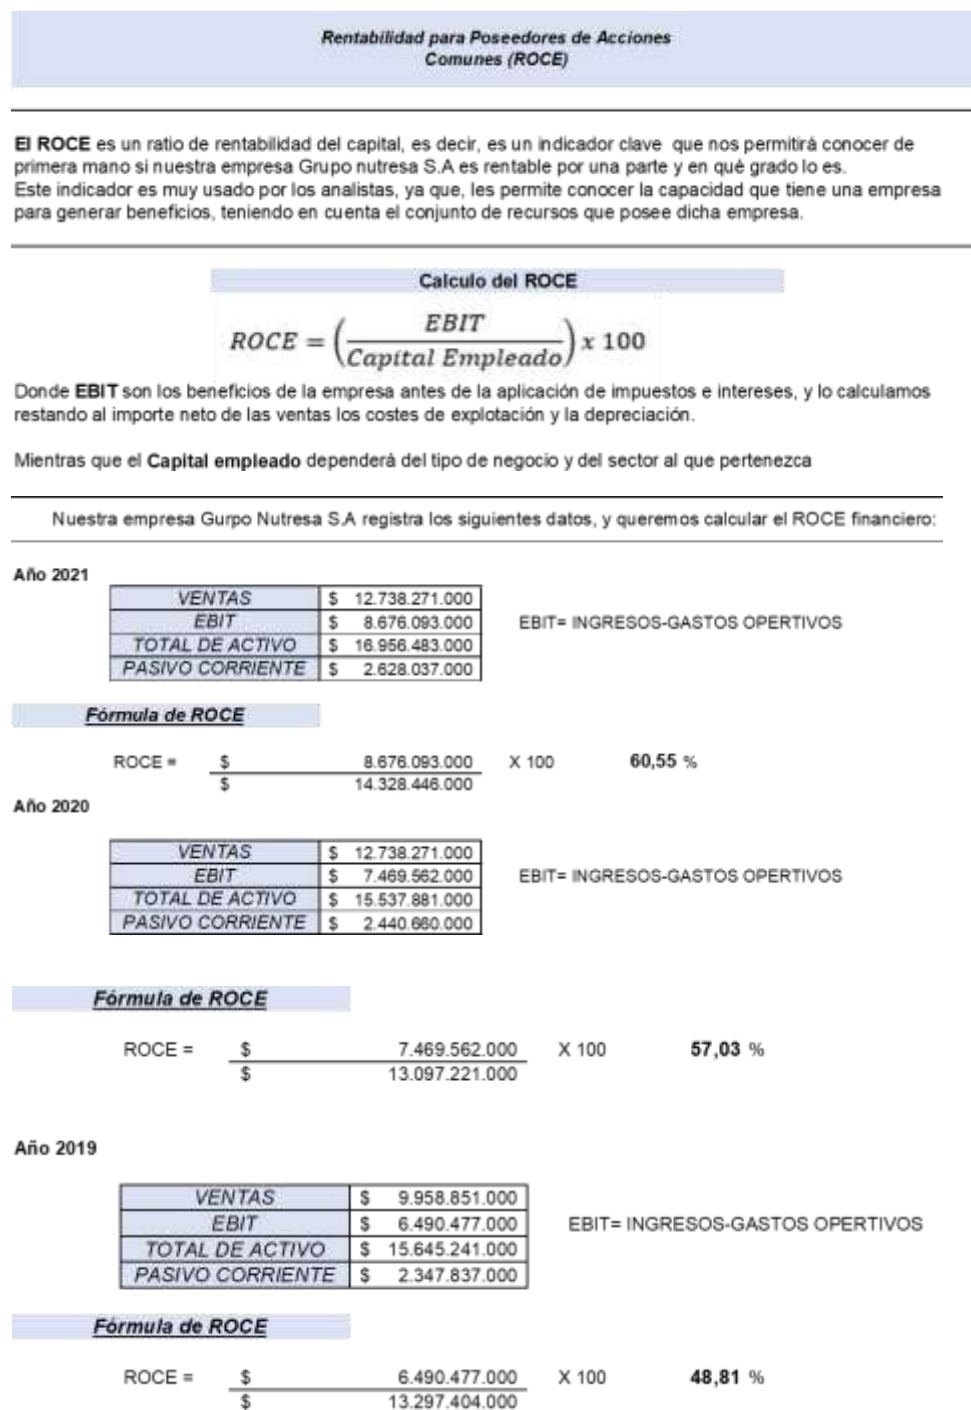 Rentabilidad para Poseedores de Acciones
Comunes (ROCE)
El ROCE es un ratio de rentabilidad del capital, es decir, es un indicador clave que nos permitirá conocer de
primera mano si nuestra empresa Grupo nutresa S.A es rentable por una parte y en qué grado lo es.
Este indicador es muy usado por los analistas, ya que, les permite conocer la capacidad que tiene una empresa
para generar beneficios, teniendo en cuenta el conjunto de recursos que posee dicha empresa.
Calculo del ROCE
ROCE = (EBIT / Capital Empleado) x 100
Donde EBIT son los beneficios de la empresa antes de la aplicación de impuestos e intereses, y lo calculamos
restando al importe neto de las ventas los costes de explotación y la depreciación.
Mientras que el Capital empleado dependerá del tipo de negocio y del sector al que pertenezca
Nuestra empresa Gurpo Nutresa S.A registra los siguientes datos, y queremos calcular el ROCE financiero:
Año 2021
VENTAS $ 12.738.271.000
EBIT $ 8.676.093.000 EBIT= INGRESOS-GASTOS OPERTIVOS
TOTAL DE ACTIVO $ 16.956.483.000
PASIVO CORRIENTE $ 2.628.037.000
Fórmula de ROCE
ROCE = $ 8.676.093.000 X 100 60,55 %
$ 14.328.446.000
Año 2020
VENTAS $ 12.738.271.000
EBIT $ 7.469.562.000 EBIT= INGRESOS-GASTOS OPERTIVOS
TOTAL DE ACTIVO $ 15.537.881.000
PASIVO CORRIENTE $ 2.440.660.000
Fórmula de ROCE
ROCE = $ 7.469.562.000 X 100 57,03 %
$ 13.097.221.000
Año 2019
VENTAS $ 9.958.851.000
EBIT $ 6.490.477.000 EBIT= INGRESOS-GASTOS OPERTIVOS
TOTAL DE ACTIVO $ 15.645.241.000
PASIVO CORRIENTE $ 2.347.837.000
Fórmula de ROCE
ROCE = $ 6.490.477.000 X 100 48,81 %
$ 13.297.404.000